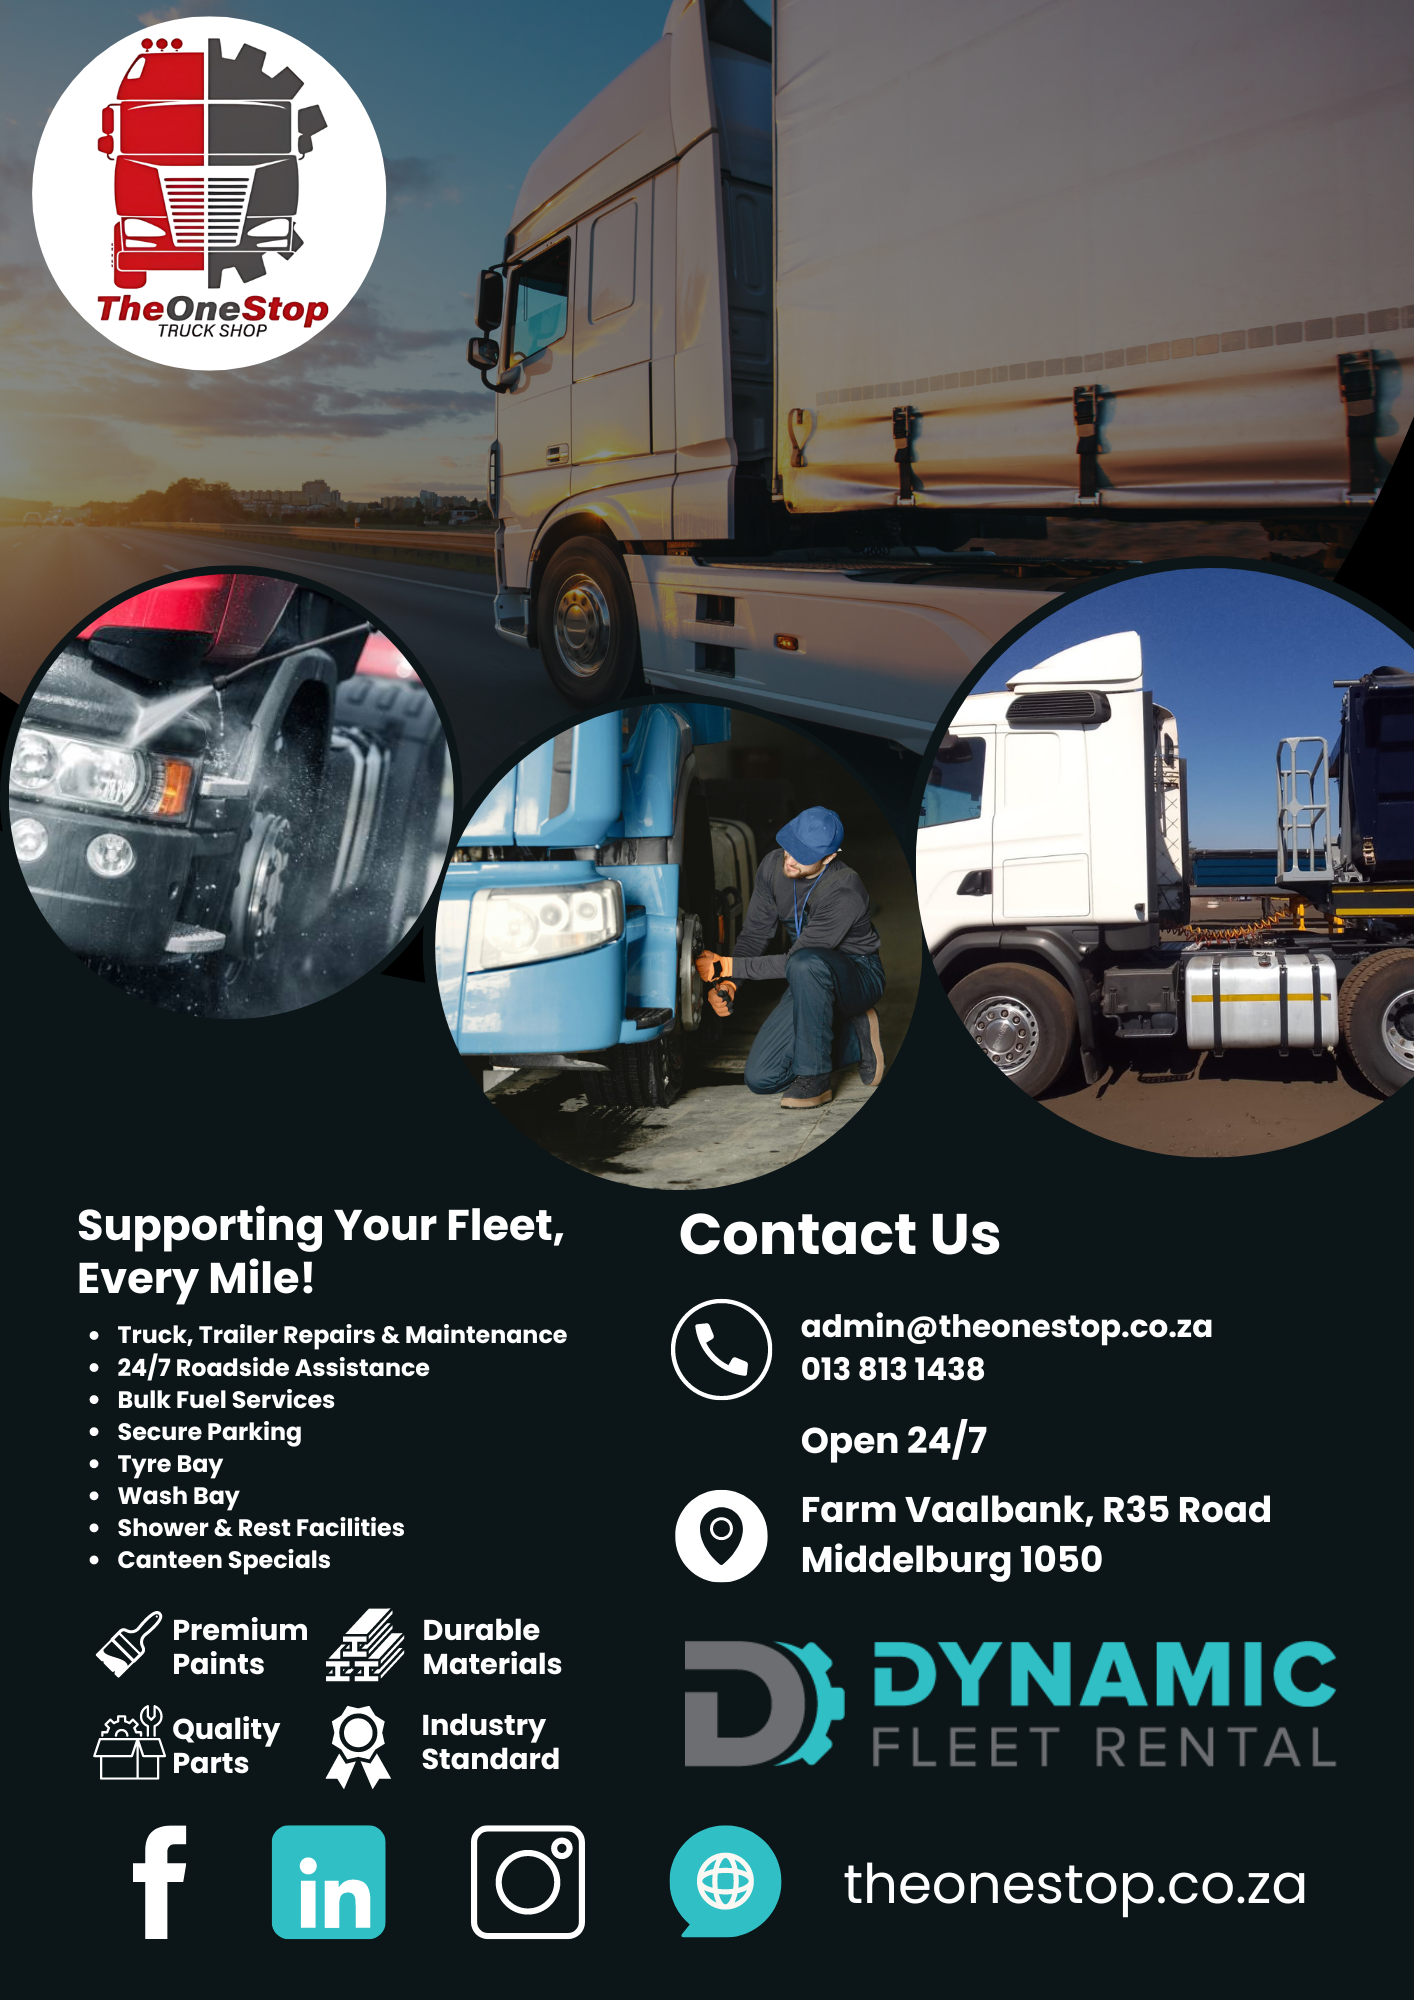 TheOneStop
TRUCK SHOP
Supporting Your Fleet,
Every Mile!
• Truck, Trailer Repairs & Maintenance
• 24/7 Roadside Assistance
• Bulk Fuel Services
• Secure Parking
• Tyre Bay
• Wash Bay
• Shower & Rest Facilities
• Canteen Specials
Premium
Paints
Durable
Materials
Quality
Parts
Industry
Standard
Contact Us
admin@theonestop.co.za
013 813 1438
Open 24/7
Farm Vaalbank, R35 Road
Middelburg 1050
D DYNAMIC
FLEET RENTAL
f
in
theonestop.co.za